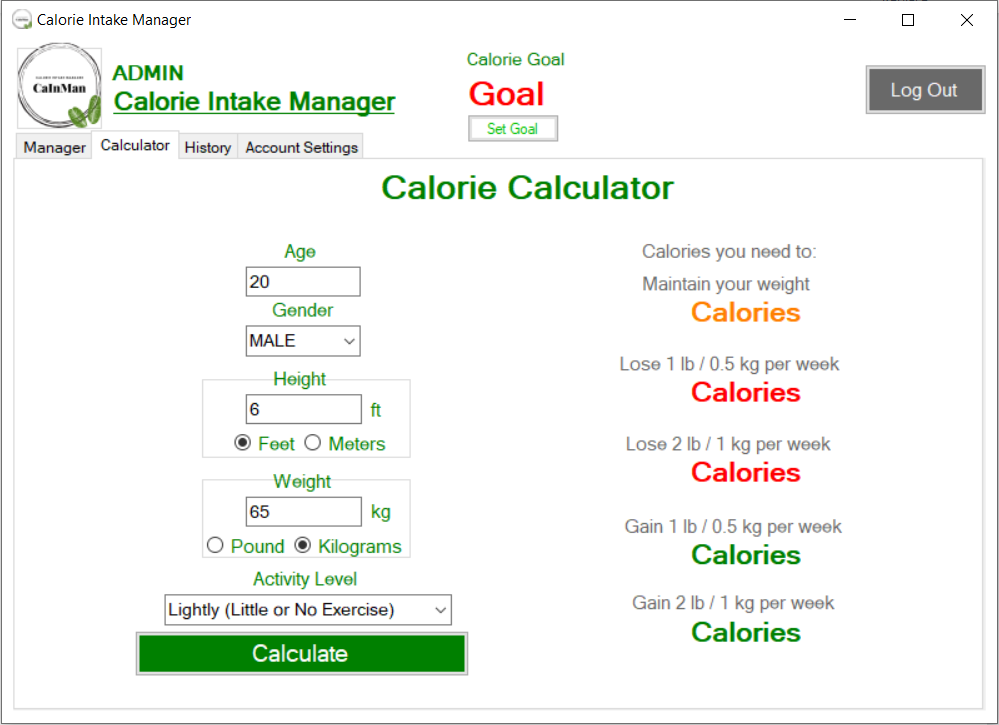 Calorie Intake Manager
CALORIE INTAKE MANAGER
CaInMan
ADMIN
Calorie Intake Manager
Calorie Goal
Goal
Set Goal
Log Out
Manager
Calculator
History
Account Settings
Calorie Calculator
Age
20
Gender
MALE
Height
6 ft
Feet Meters
Weight
65 kg
Pound Kilograms
Activity Level
Lightly (Little or No Exercise)
Calculate
Calories you need to:
Maintain your weight
Calories
Lose 1 lb / 0.5 kg per week
Calories
Lose 2 lb / 1 kg per week
Calories
Gain 1 lb / 0.5 kg per week
Calories
Gain 2 lb / 1 kg per week
Calories